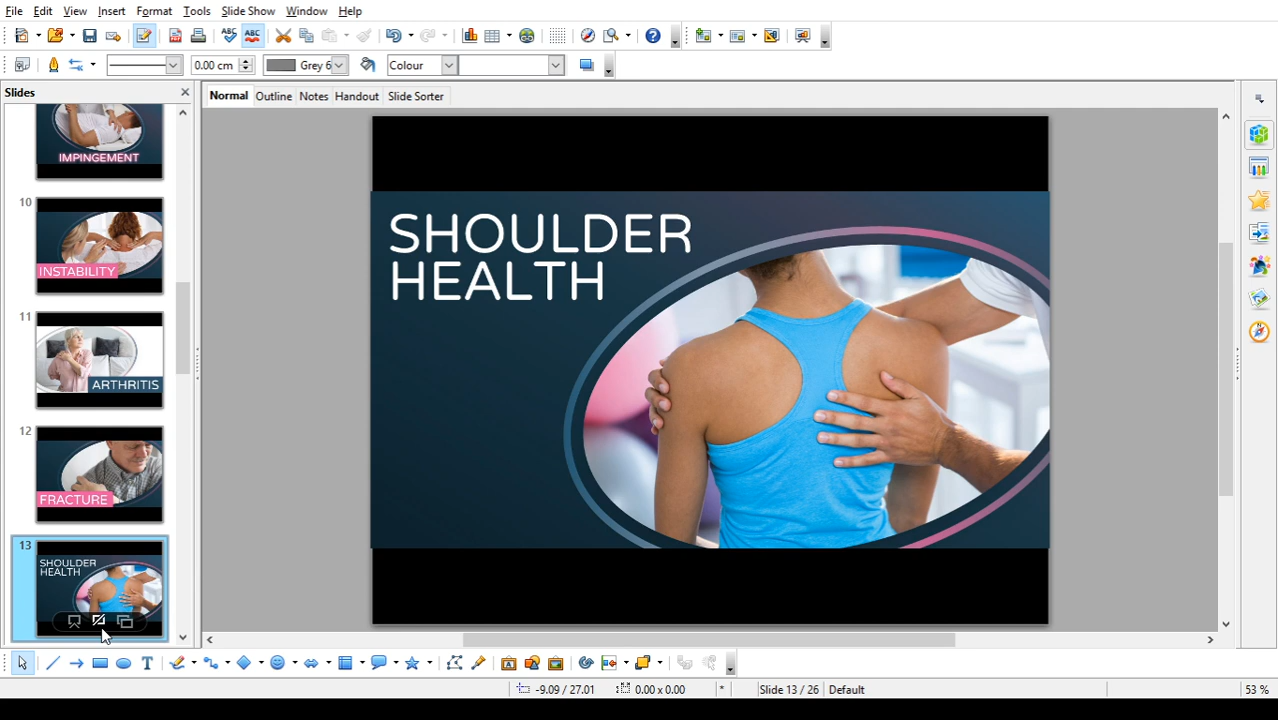 File Edit View Insert Format Tools Slide Show Window Help
ABC ABC
0.00 cm Grey 6 Colour
Slides
Normal Outline Notes Handout Slide Sorter
IMPINGEMENT
10
INSTABILITY
11
ARTHRITIS
12
FRACTURE
13
SHOULDER
HEALTH
SHOULDER
HEALTH
T
-9.09 / 27.01 0.00 x 0.00 * Slide 13 / 26 Default 53 %